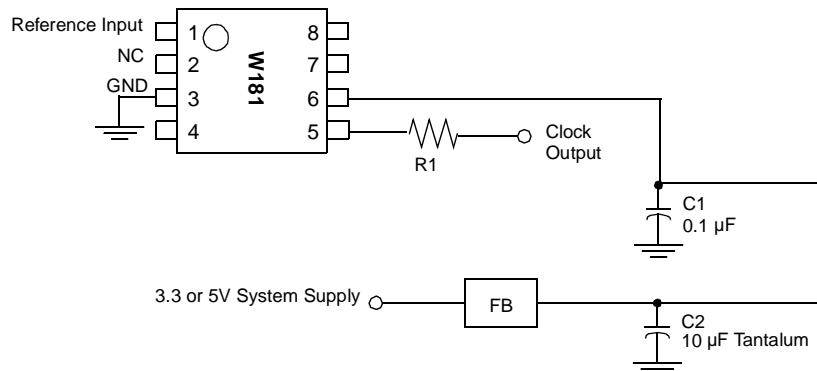 Reference Input
NC
GND
1 8
2 7
3 6
4 5
W181
R1
Clock
Output
C1
0.1 µF
3.3 or 5V System Supply
FB
C2
10 µF Tantalum